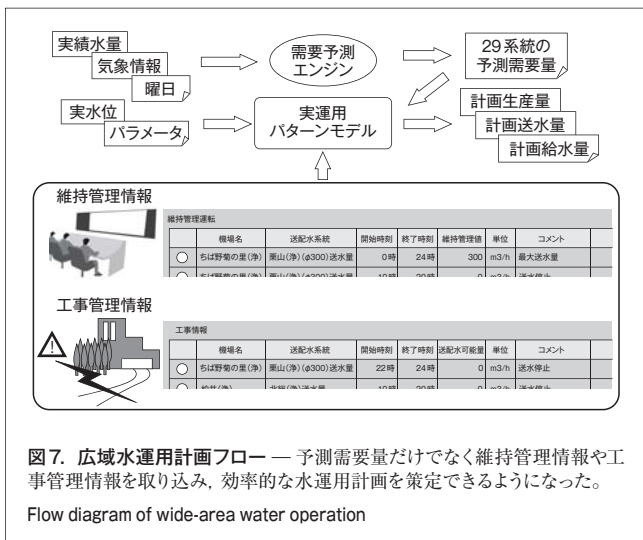 実績水量
気象情報
曜日
需要予測
エンジン
29系統の
予測需要量
実水位
パラメータ
実運用
パターンモデル
計画生産量
計画送水量
計画給水量
維持管理情報
維持管理運転
機場名 送配水系統 開始時刻 終了時刻 維持管理値 単位 コメント
ちば野菊の里(浄) 栗山(浄)(φ300)送水量 0時 24時 300 m3/h 最大送水量
工事管理情報
工事情報
機場名 送配水系統 開始時刻 終了時刻 送配水可能量 単位 コメント
ちば野菊の里(浄) 栗山(浄)(φ300)送水量 22時 24時 0 m3/h 送水停止
図7. 広域水運用計画フロー — 予測需要量だけでなく維持管理情報や工
事管理情報を取り込み，効率的な水運用計画を策定できるようになった。
Flow diagram of wide-area water operation